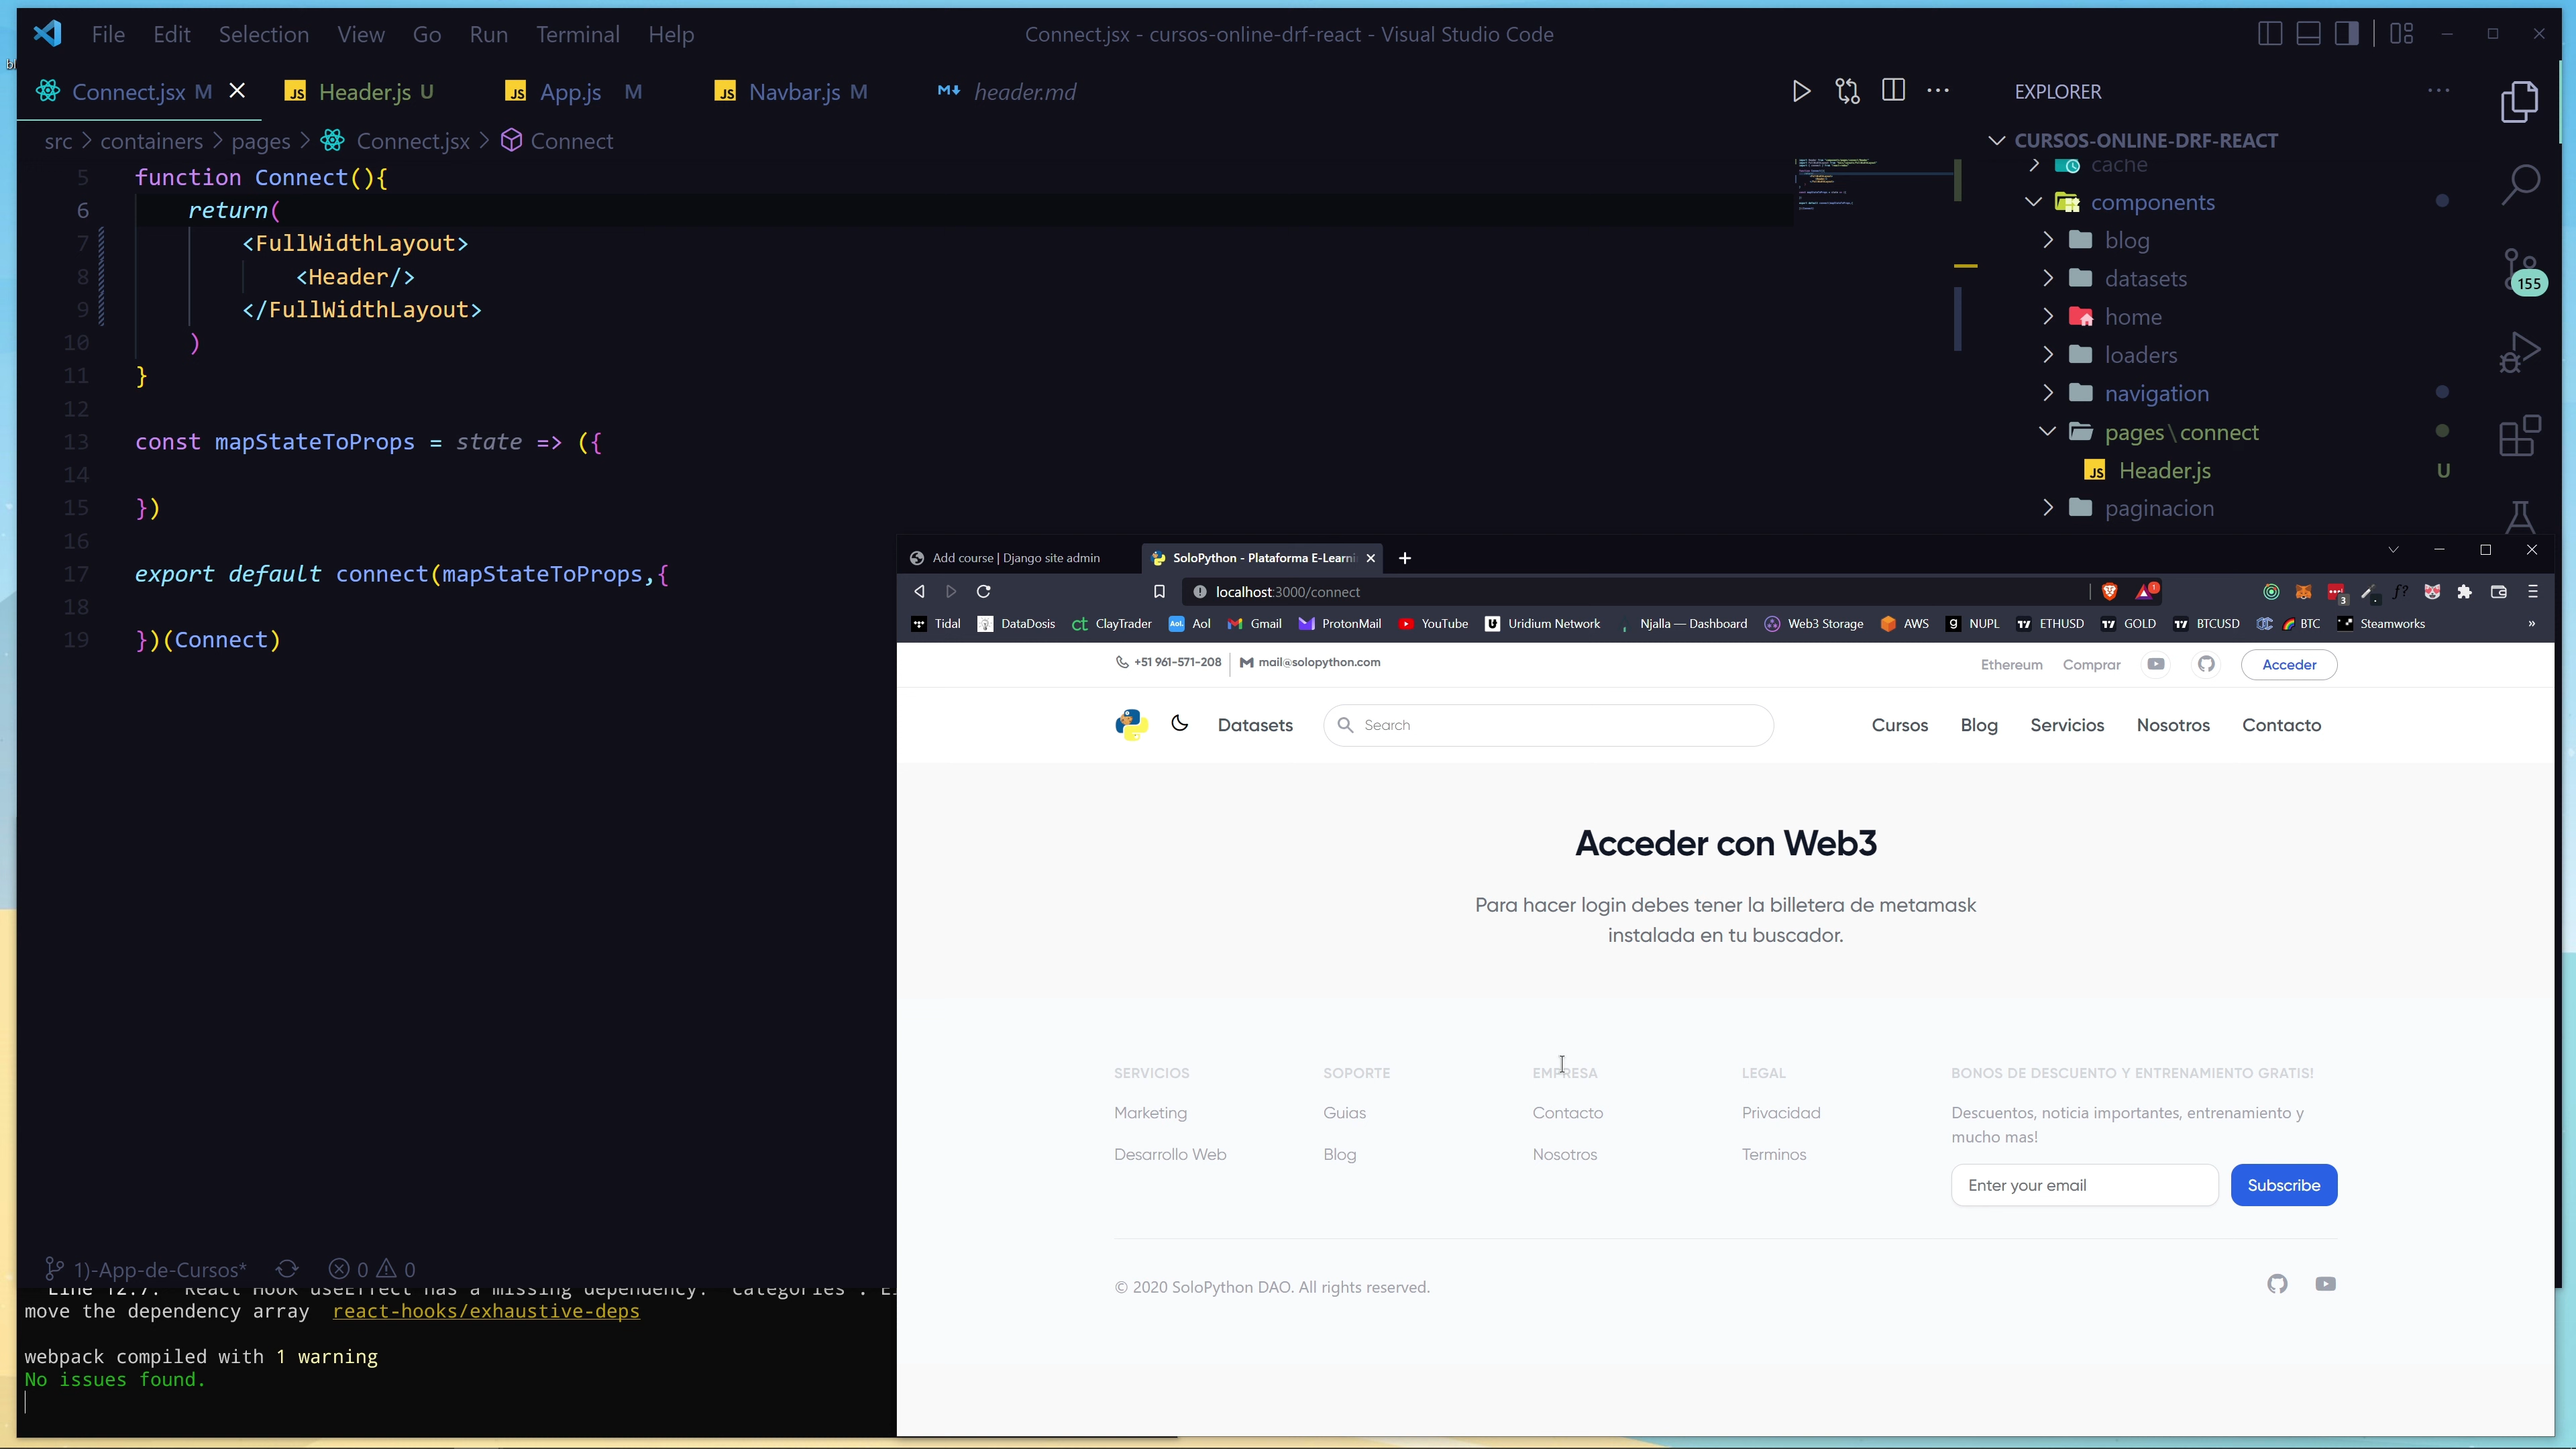 File Edit Selection View Go Run Terminal Help
Connect.jsx - cursos-online-drf-react - Visual Studio Code
Connect.jsx M
Header.js U
App.js M
Navbar.js M
header.md
src > containers > pages > Connect.jsx > Connect
5 function Connect(){
6 return(
7 <FullWidthLayout>
8 <Header/>
9 </FullWidthLayout>
10 )
11 }
12
13 const mapStateToProps = state => ({
14
15 })
16
17 export default connect(mapStateToProps,{
18
19 })(Connect)
EXPLORER
CURSOS-ONLINE-DRF-REACT
cache
components
blog
datasets
home
loaders
navigation
pages\connect
Header.js U
paginacion
155
1)-App-de-Cursos* 0 0
move the dependency array react-hooks/exhaustive-deps
webpack compiled with 1 warning
No issues found.
Add course | Django site admin
SoloPython - Plataforma E-Learni
localhost:3000/connect
1
3
Tidal DataDosis ClayTrader Aol Gmail ProtonMail YouTube Uridium Network Njalla — Dashboard Web3 Storage AWS NUPL ETHUSD GOLD BTCUSD BTC Steamworks »
+51 961-571-208 mail@solopython.com
Ethereum Comprar Acceder
Datasets Search Cursos Blog Servicios Nosotros Contacto
Acceder con Web3
Para hacer login debes tener la billetera de metamask
instalada en tu buscador.
SERVICIOS
Marketing
Desarrollo Web
SOPORTE
Guias
Blog
EMPRESA
Contacto
Nosotros
LEGAL
Privacidad
Terminos
BONOS DE DESCUENTO Y ENTRENAMIENTO GRATIS!
Descuentos, noticia importantes, entrenamiento y
mucho mas!
Enter your email Subscribe
© 2020 SoloPython DAO. All rights reserved.